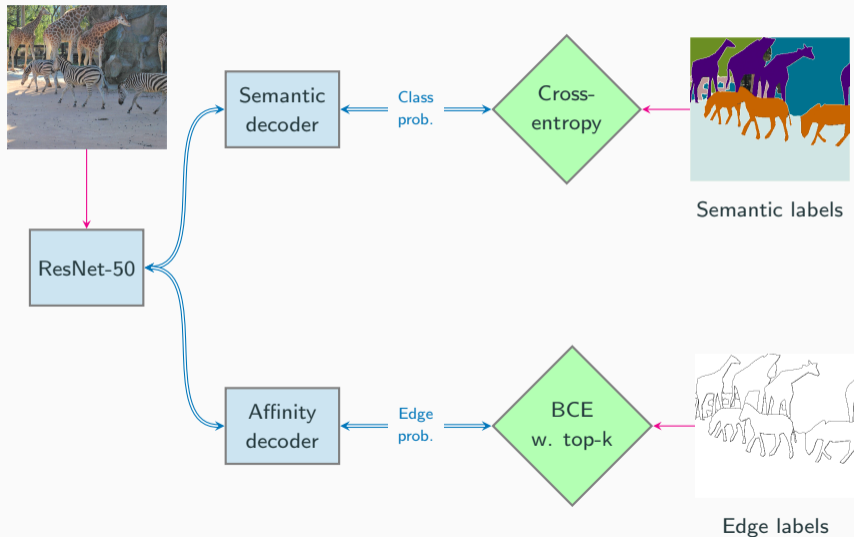 Semantic
decoder
Class
prob.
Cross-
entropy
Semantic labels
ResNet-50
Affinity
decoder
Edge
prob.
BCE
w. top-k
Edge labels